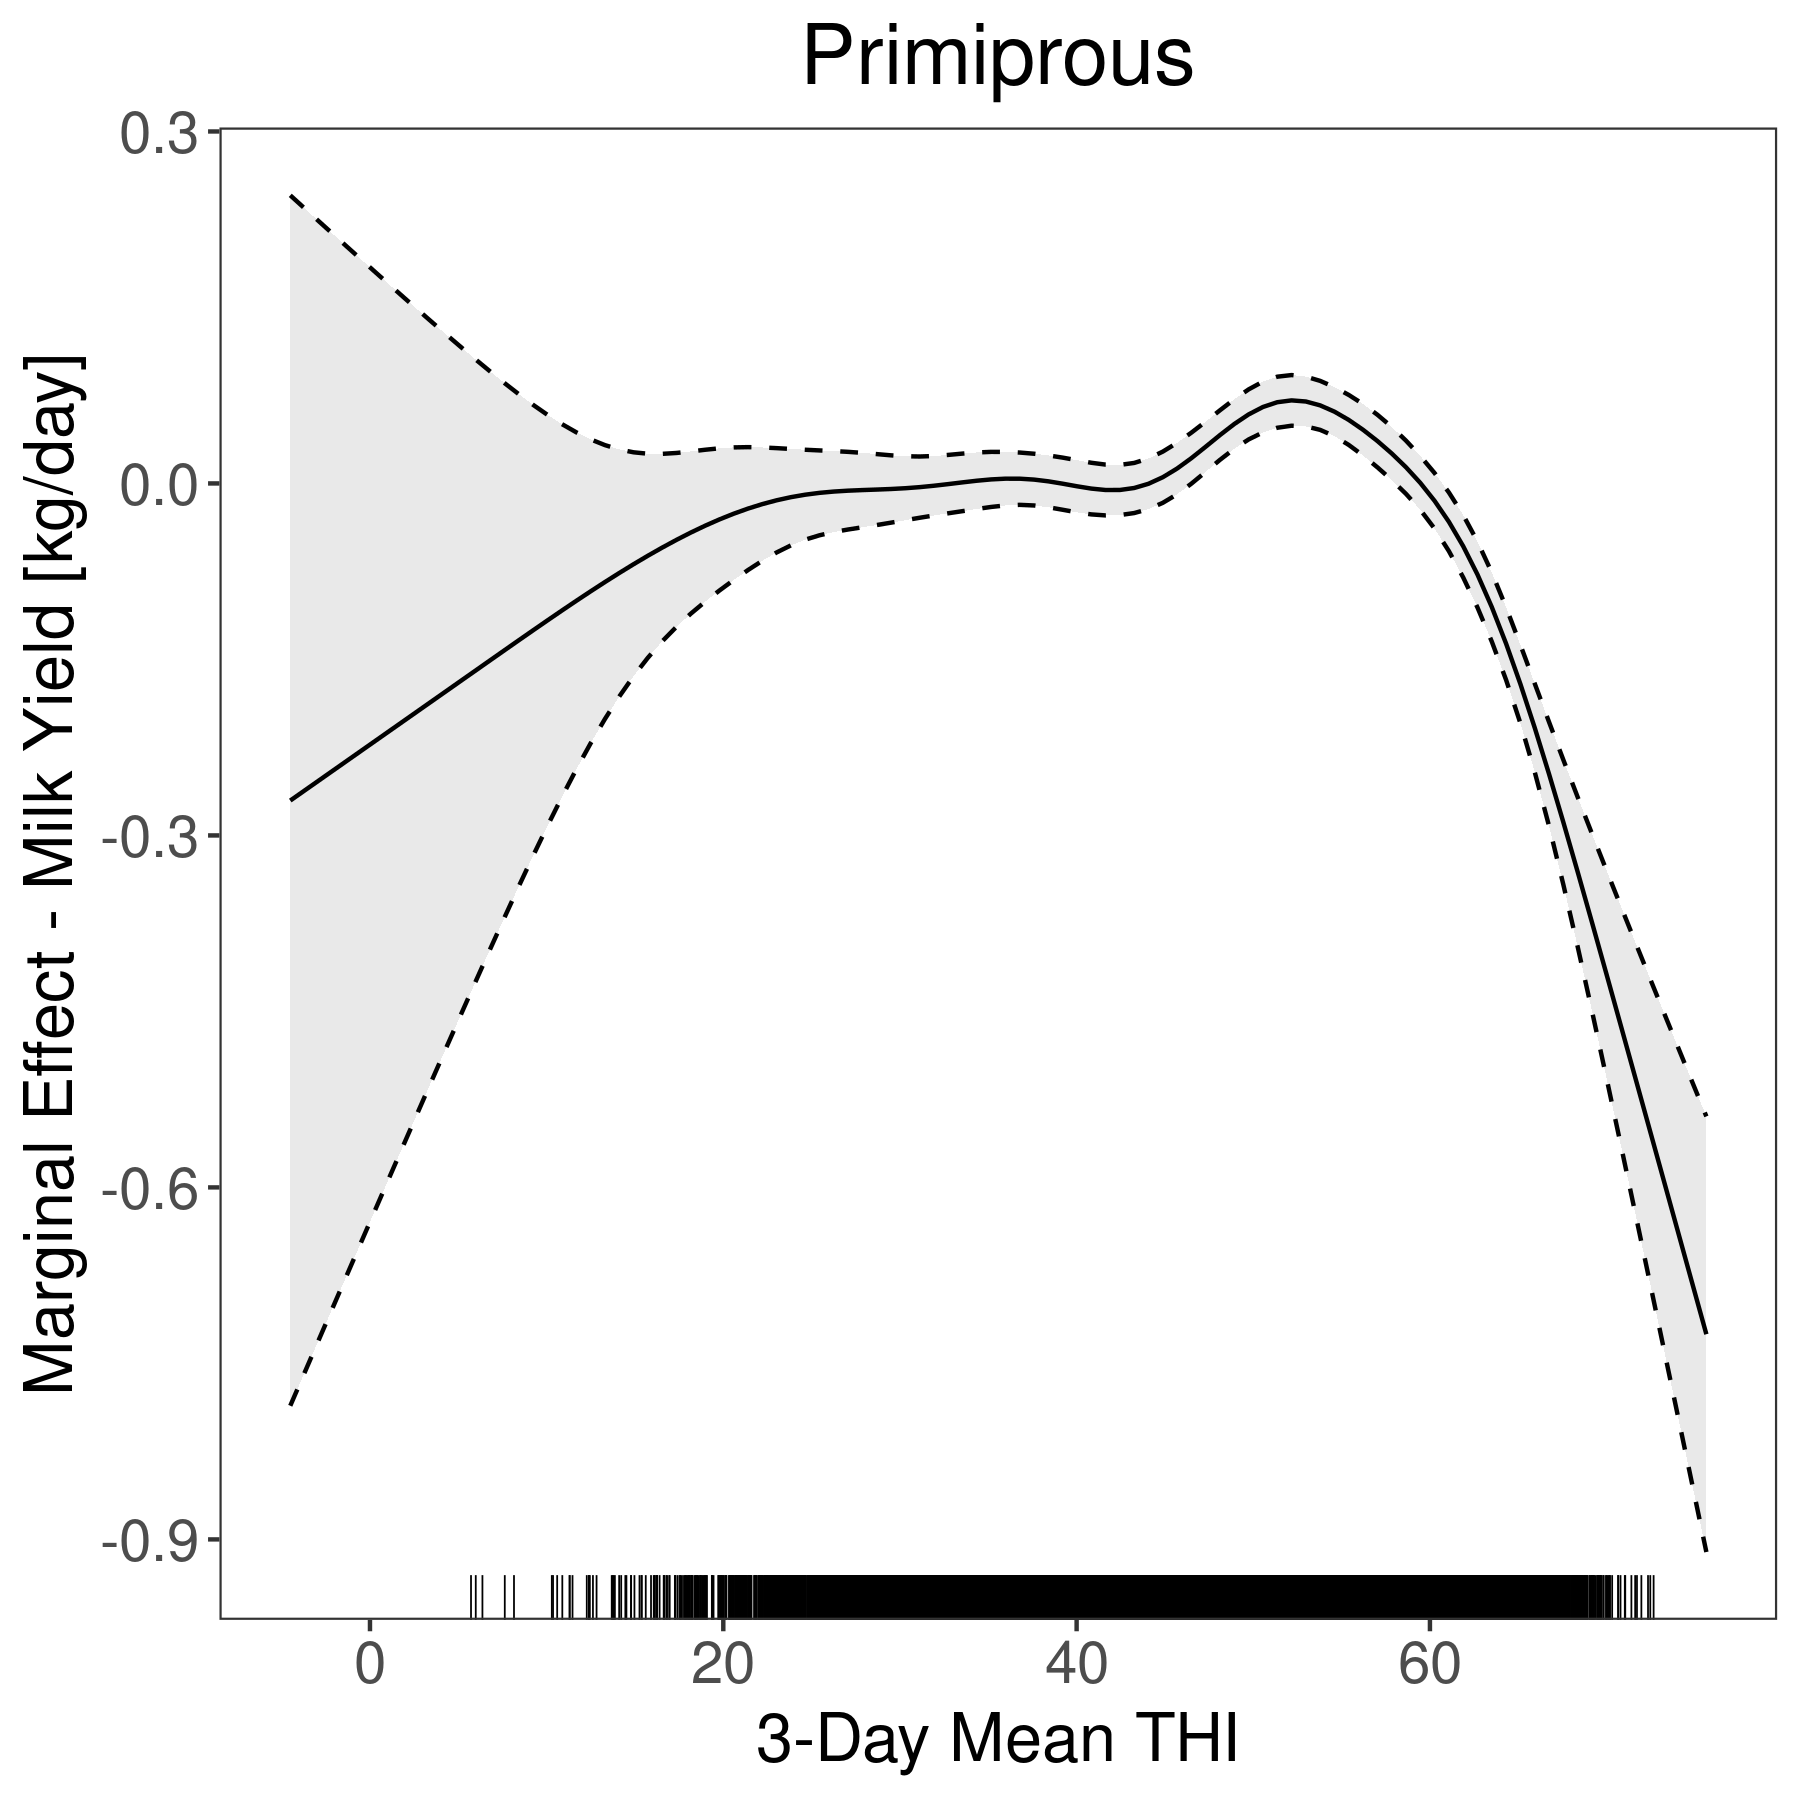 Primiprous
0.3
0.0
-0.3
-0.6
-0.9
Marginal Effect - Milk Yield [kg/day]
0 20 40 60
3-Day Mean THI